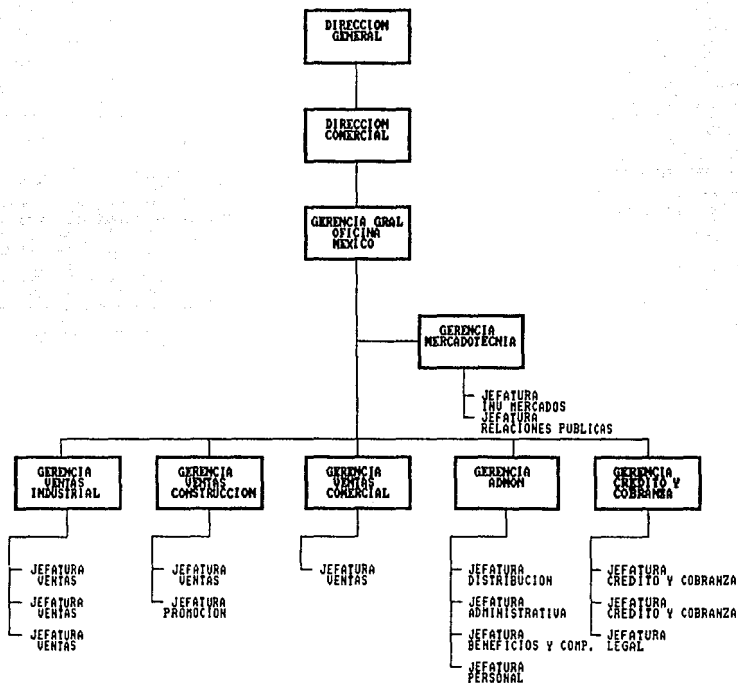 DIRECCION
GENERAL
DIRECCION
COMERCIAL
GERENCIA GRAL
OFICINA
MEXICO
GERENCIA
MERCADOTECNIA
JEFATURA
INV MERCADOS
JEFATURA
RELACIONES PUBLICAS
GERENCIA
VENTAS
INDUSTRIAL
GERENCIA
VENTAS
CONSTRUCCION
GERENCIA
VENTAS
COMERCIAL
GERENCIA
ADMON
GERENCIA
CREDITO Y
COBRANZA
JEFATURA
VENTAS
JEFATURA
VENTAS
JEFATURA
VENTAS
JEFATURA
VENTAS
JEFATURA
PROMOCION
JEFATURA
VENTAS
JEFATURA
DISTRIBUCION
JEFATURA
ADMINISTRATIVA
JEFATURA
BENEFICIOS Y COMP.
JEFATURA
PERSONAL
JEFATURA
CREDITO Y COBRANZA
JEFATURA
CREDITO Y COBRANZA
JEFATURA
LEGAL